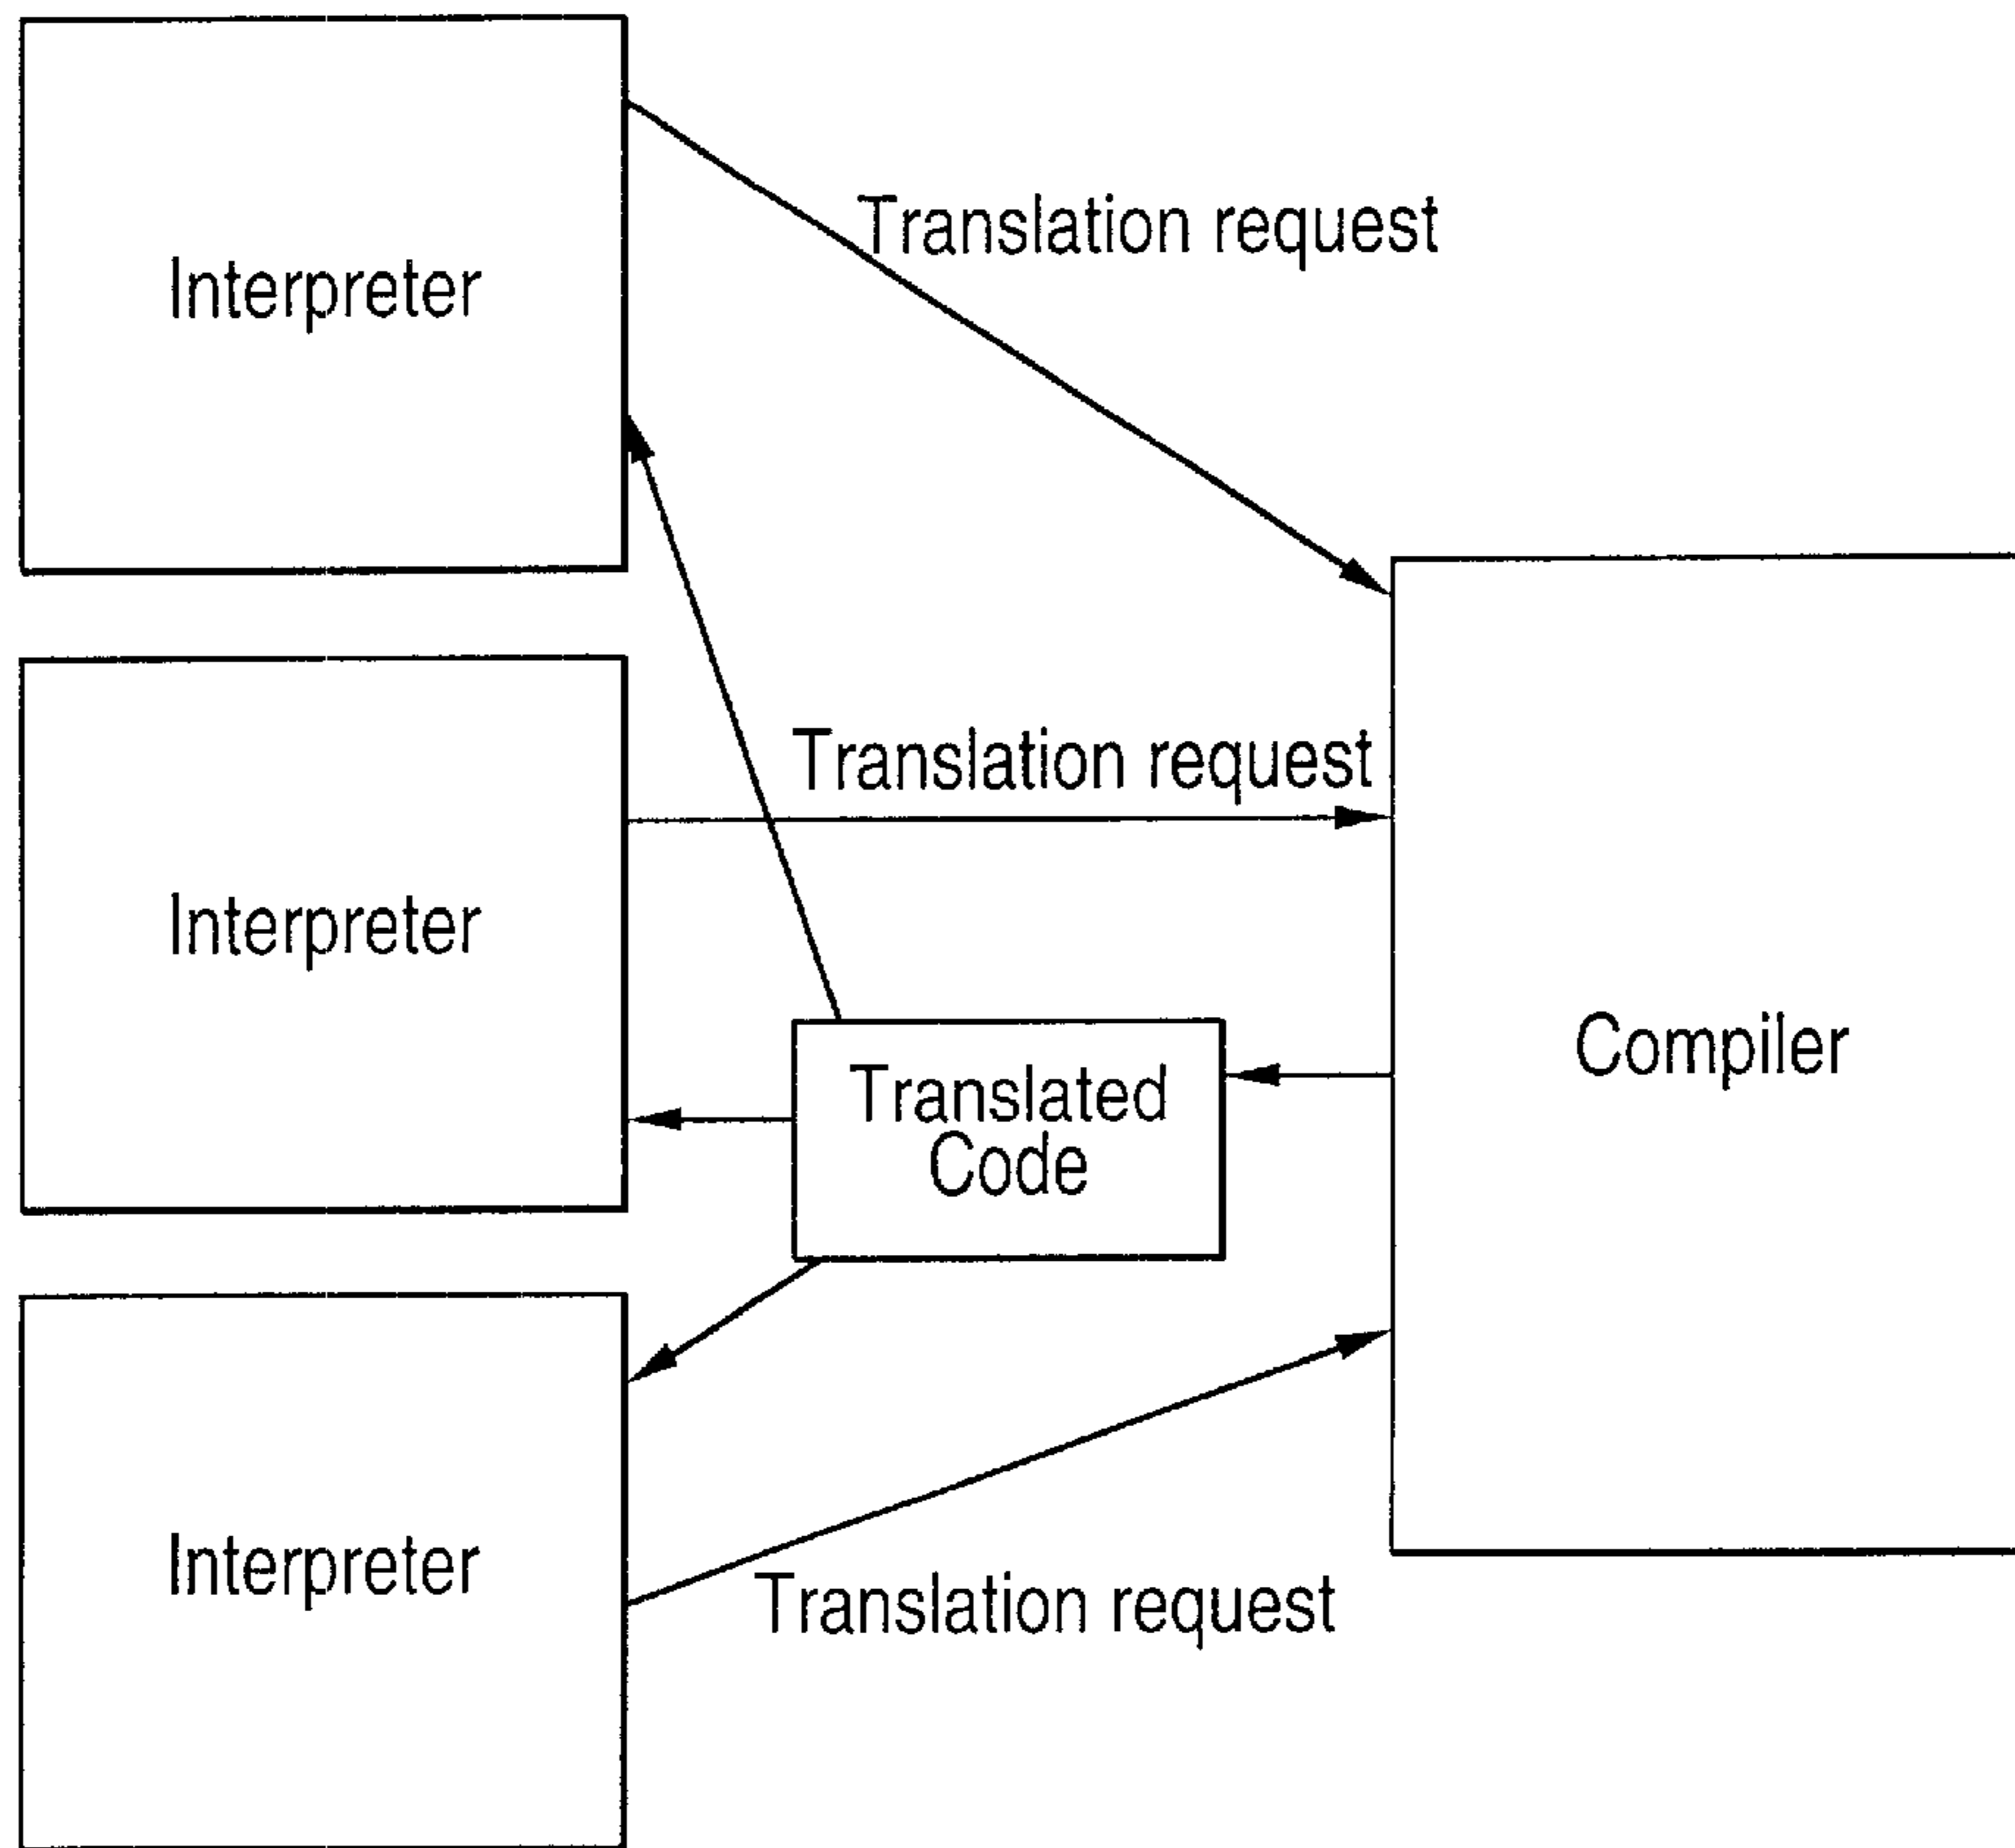 Translation request
Interpreter
Translation request
Interpreter
Compiler
Translated
Code
Interpreter
Translation request